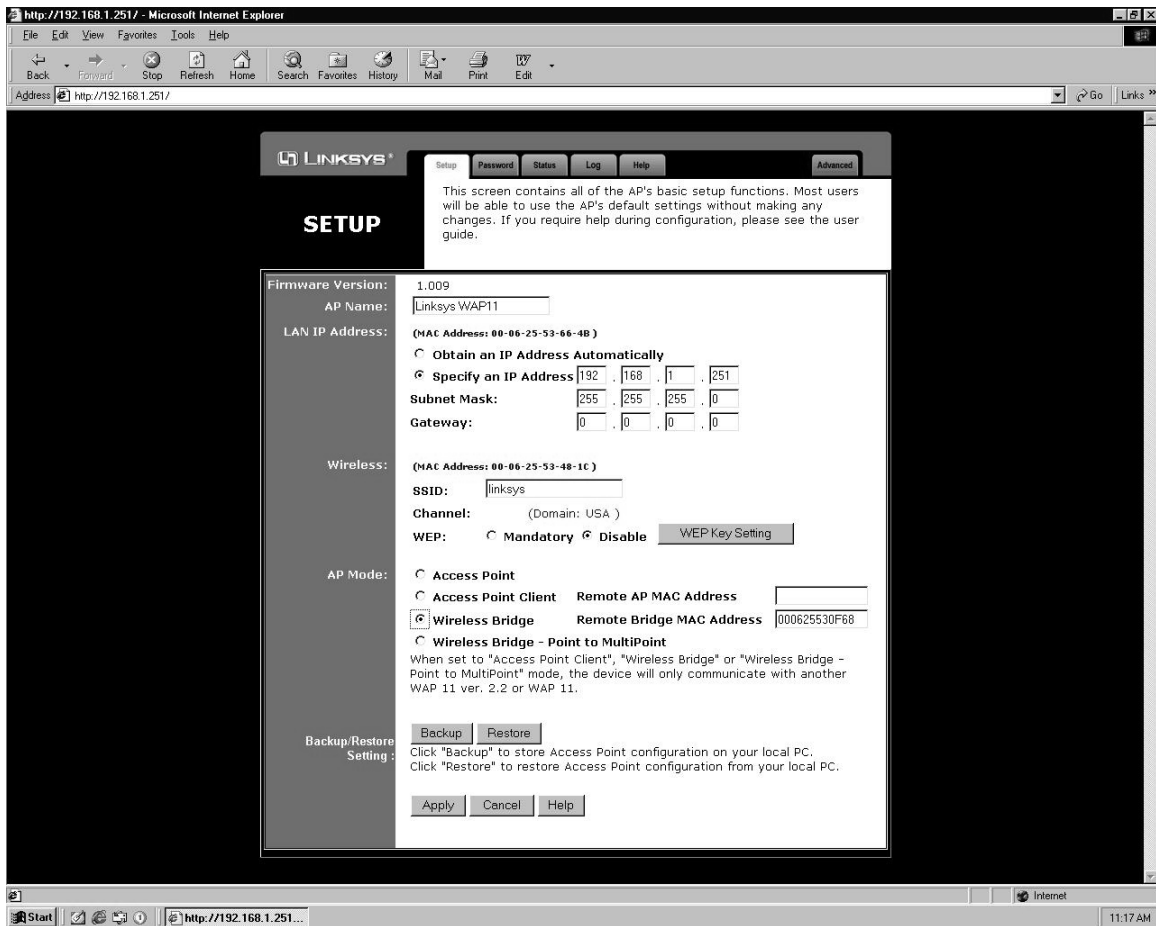 http://192.168.1.251/ - Microsoft Internet Explorer
File Edit View Favorites Tools Help
Back Forward Stop Refresh Home Search Favorites History Mail Print Edit
Address http://192.168.1.251/ Go Links »
LINKSYS®
Setup Password Status Log Help Advanced
SETUP
This screen contains all of the AP's basic setup functions. Most users
will be able to use the AP's default settings without making any
changes. If you require help during configuration, please see the user
guide.
Firmware Version: 1.009
AP Name: Linksys WAP11
LAN IP Address: (MAC Address: 00-06-25-53-66-4B )
Obtain an IP Address Automatically
Specify an IP Address 192 . 168 . 1 . 251
Subnet Mask: 255 . 255 . 255 . 0
Gateway: 0 . 0 . 0 . 0
Wireless: (MAC Address: 00-06-25-53-48-1C )
SSID: linksys
Channel: (Domain: USA )
WEP: Mandatory Disable WEP Key Setting
AP Mode: Access Point
Access Point Client Remote AP MAC Address
Wireless Bridge Remote Bridge MAC Address 000625530F68
Wireless Bridge - Point to MultiPoint
When set to "Access Point Client", "Wireless Bridge" or "Wireless Bridge -
Point to MultiPoint" mode, the device will only communicate with another
WAP 11 ver. 2.2 or WAP 11.
Backup/Restore Setting : Backup Restore
Click "Backup" to store Access Point configuration on your local PC.
Click "Restore" to restore Access Point configuration from your local PC.
Apply Cancel Help
Internet
Start http://192.168.1.251... 11:17 AM